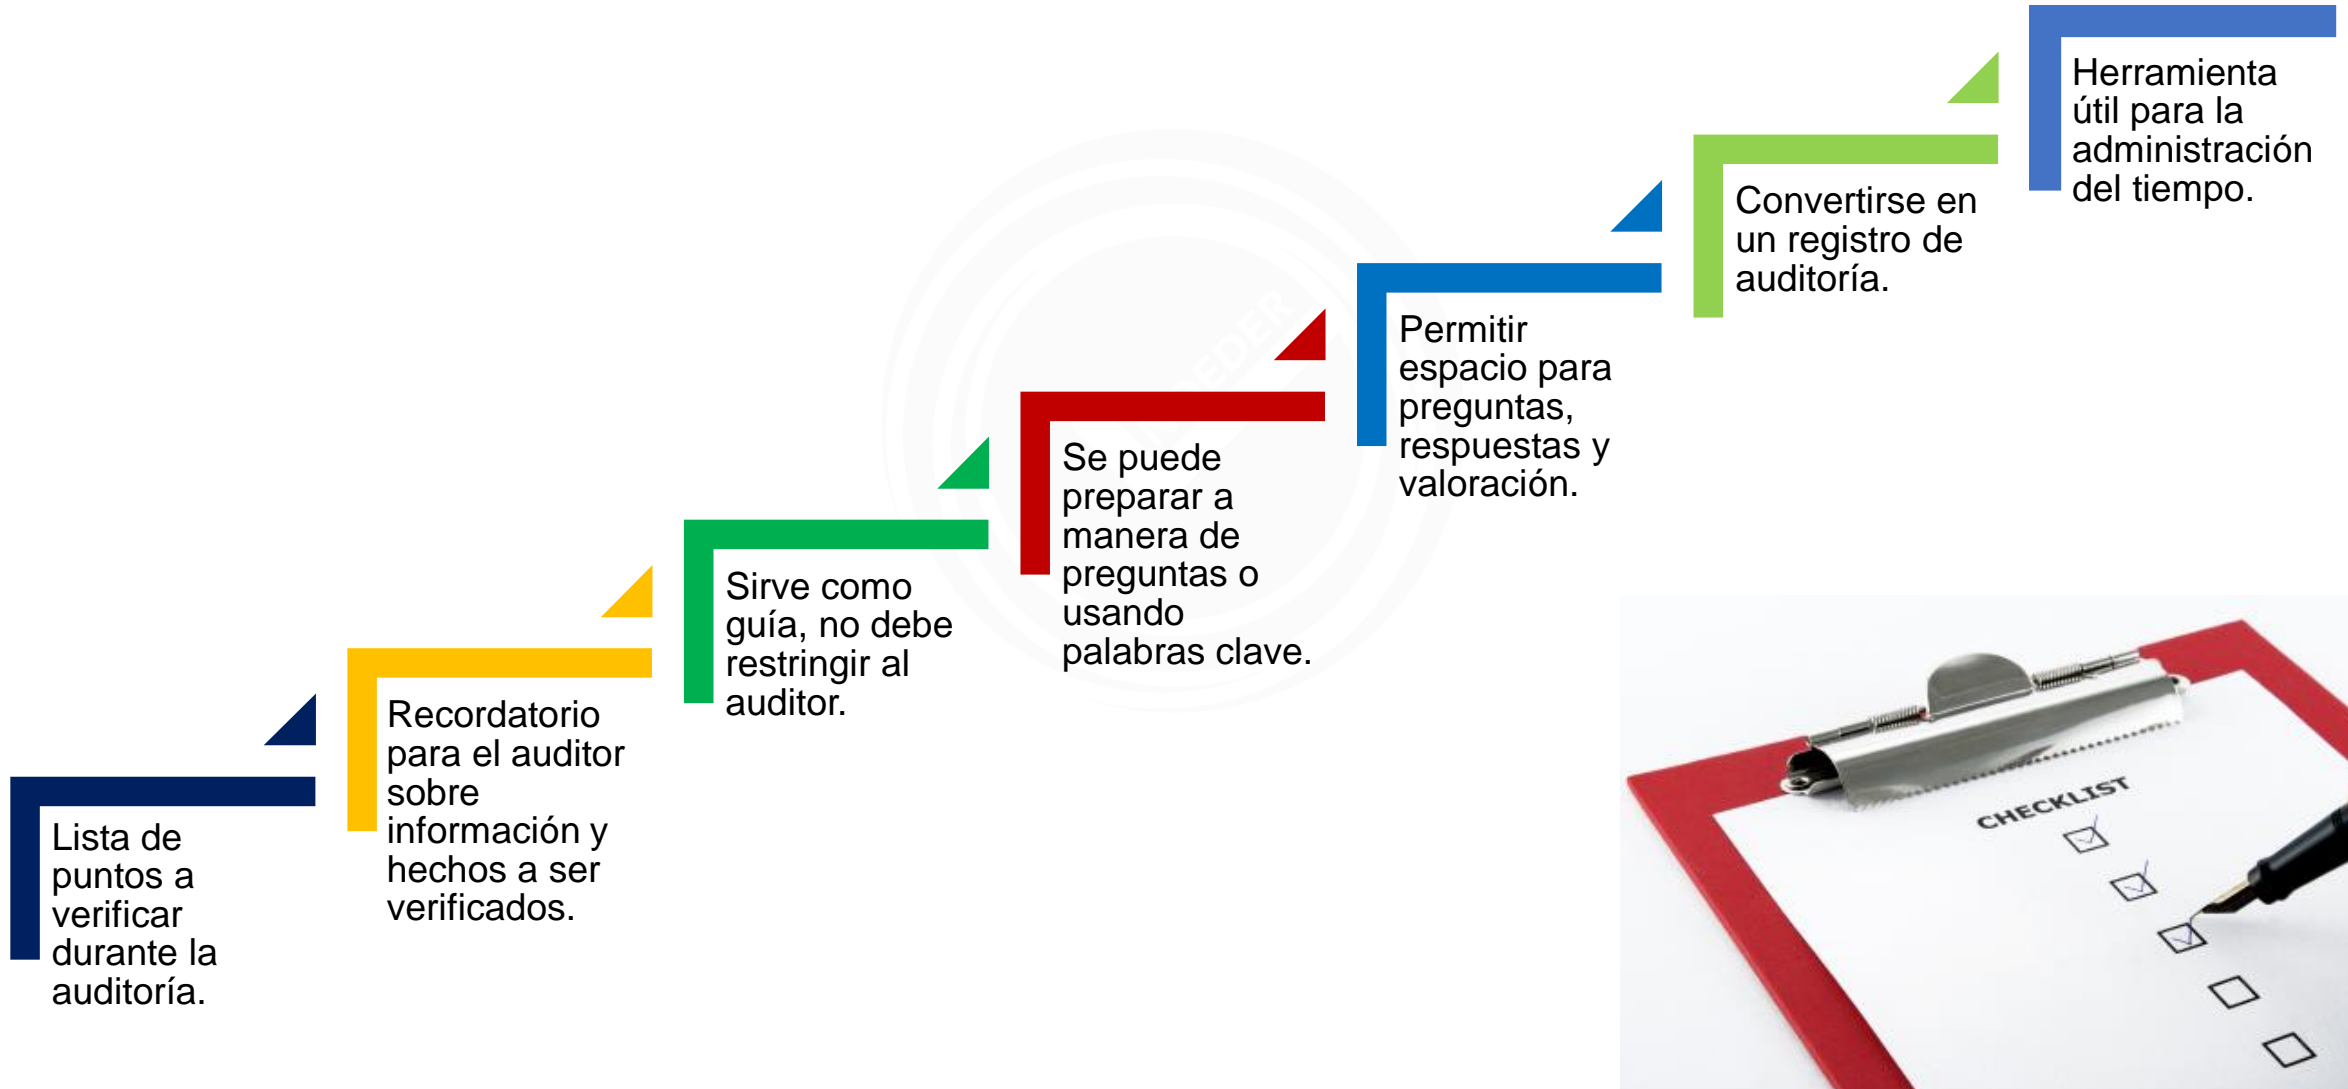 Lista de
puntos a
verificar
durante la
auditoría.
Recordatorio
para el auditor
sobre
información y
hechos a ser
verificados.
Sirve como
guía, no debe
restringir al
auditor.
Se puede
preparar a
manera de
preguntas o
usando
palabras clave.
Permitir
espacio para
preguntas,
respuestas y
valoración.
Convertirse en
un registro de
auditoría.
Herramienta
útil para la
administración
del tiempo.
CHECKLIST